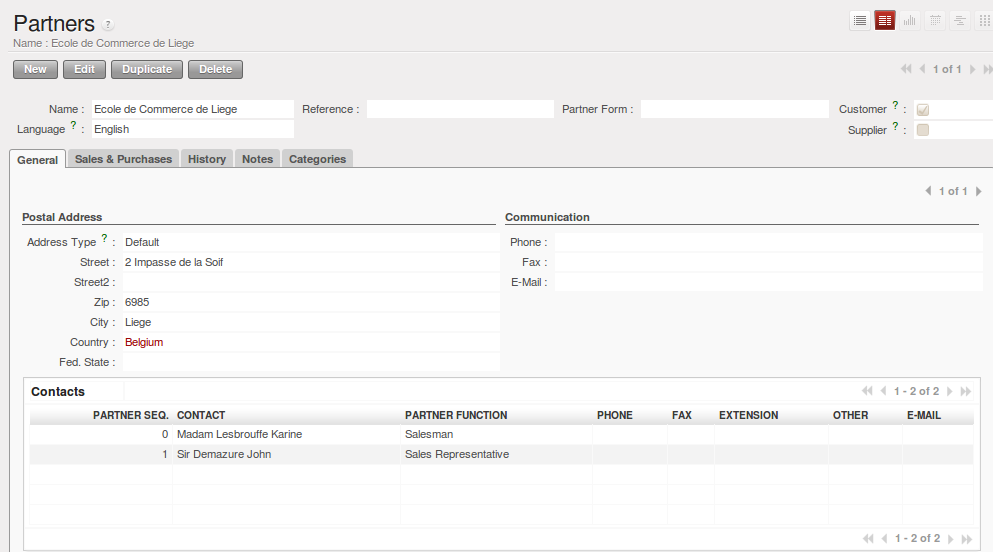 Partners ?
Name : Ecole de Commerce de Liege
New Edit Duplicate Delete 1 of 1
Name : Ecole de Commerce de Liege Reference : Partner Form : Customer ? :
Language ? : English Supplier ? :
General Sales & Purchases History Notes Categories
1 of 1
Postal Address Communication
Address Type ? : Default Phone :
Street : 2 Impasse de la Soif Fax :
Street2 : E-Mail :
Zip : 6985
City : Liege
Country : Belgium
Fed. State :
Contacts 1 - 2 of 2
PARTNER SEQ. CONTACT PARTNER FUNCTION PHONE FAX EXTENSION OTHER E-MAIL
0 Madam Lesbrouffe Karine Salesman
1 Sir Demazure John Sales Representative
1 - 2 of 2